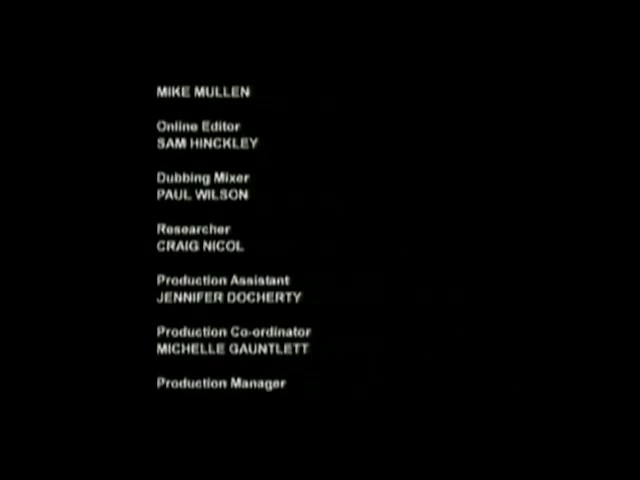 MIKE MULLEN
Online Editor
SAM HINCKLEY
Dubbing Mixer
PAUL WILSON
Researcher
CRAIG NICOL
Production Assistant
JENNIFER DOCHERTY
Production Co-ordinator
MICHELLE GAUNTLETT
Production Manager